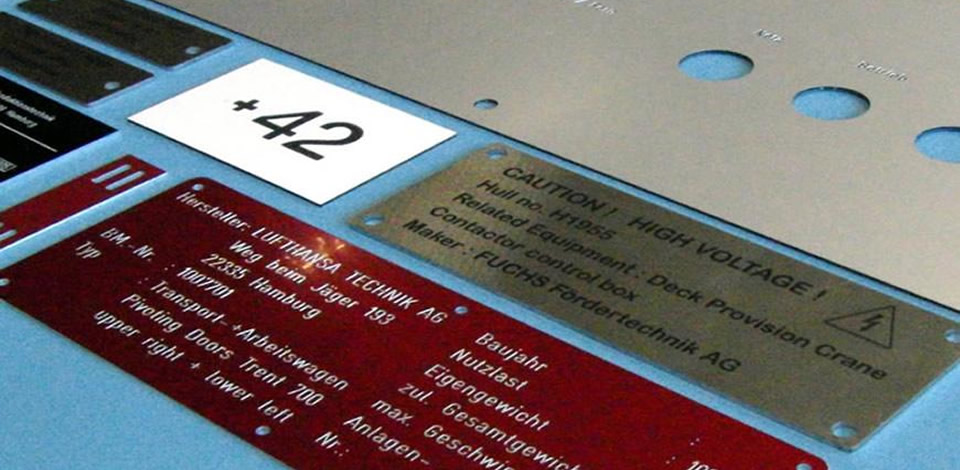 Betrieb
Hamburg
+42
CAUTION ! HIGH VOLTAGE !
Hull no. H1955
Related Equipment : Deck Provision Crane
Contactor control box
Maker : FUCHS Fördertechnik AG
Hersteller: LUFTHANSA TECHNIK AG
Weg beim Jäger 193
22335 Hamburg
BM-Nr. : 1007701
Typ : Transport-+Arbeitswagen
Pivoting Doors Trent 700
upper right + lower left
Baujahr
Nutzlast
Eigengewicht
zul. Gesamtgewicht
max. Geschwi
Anlagen-
Nr.: